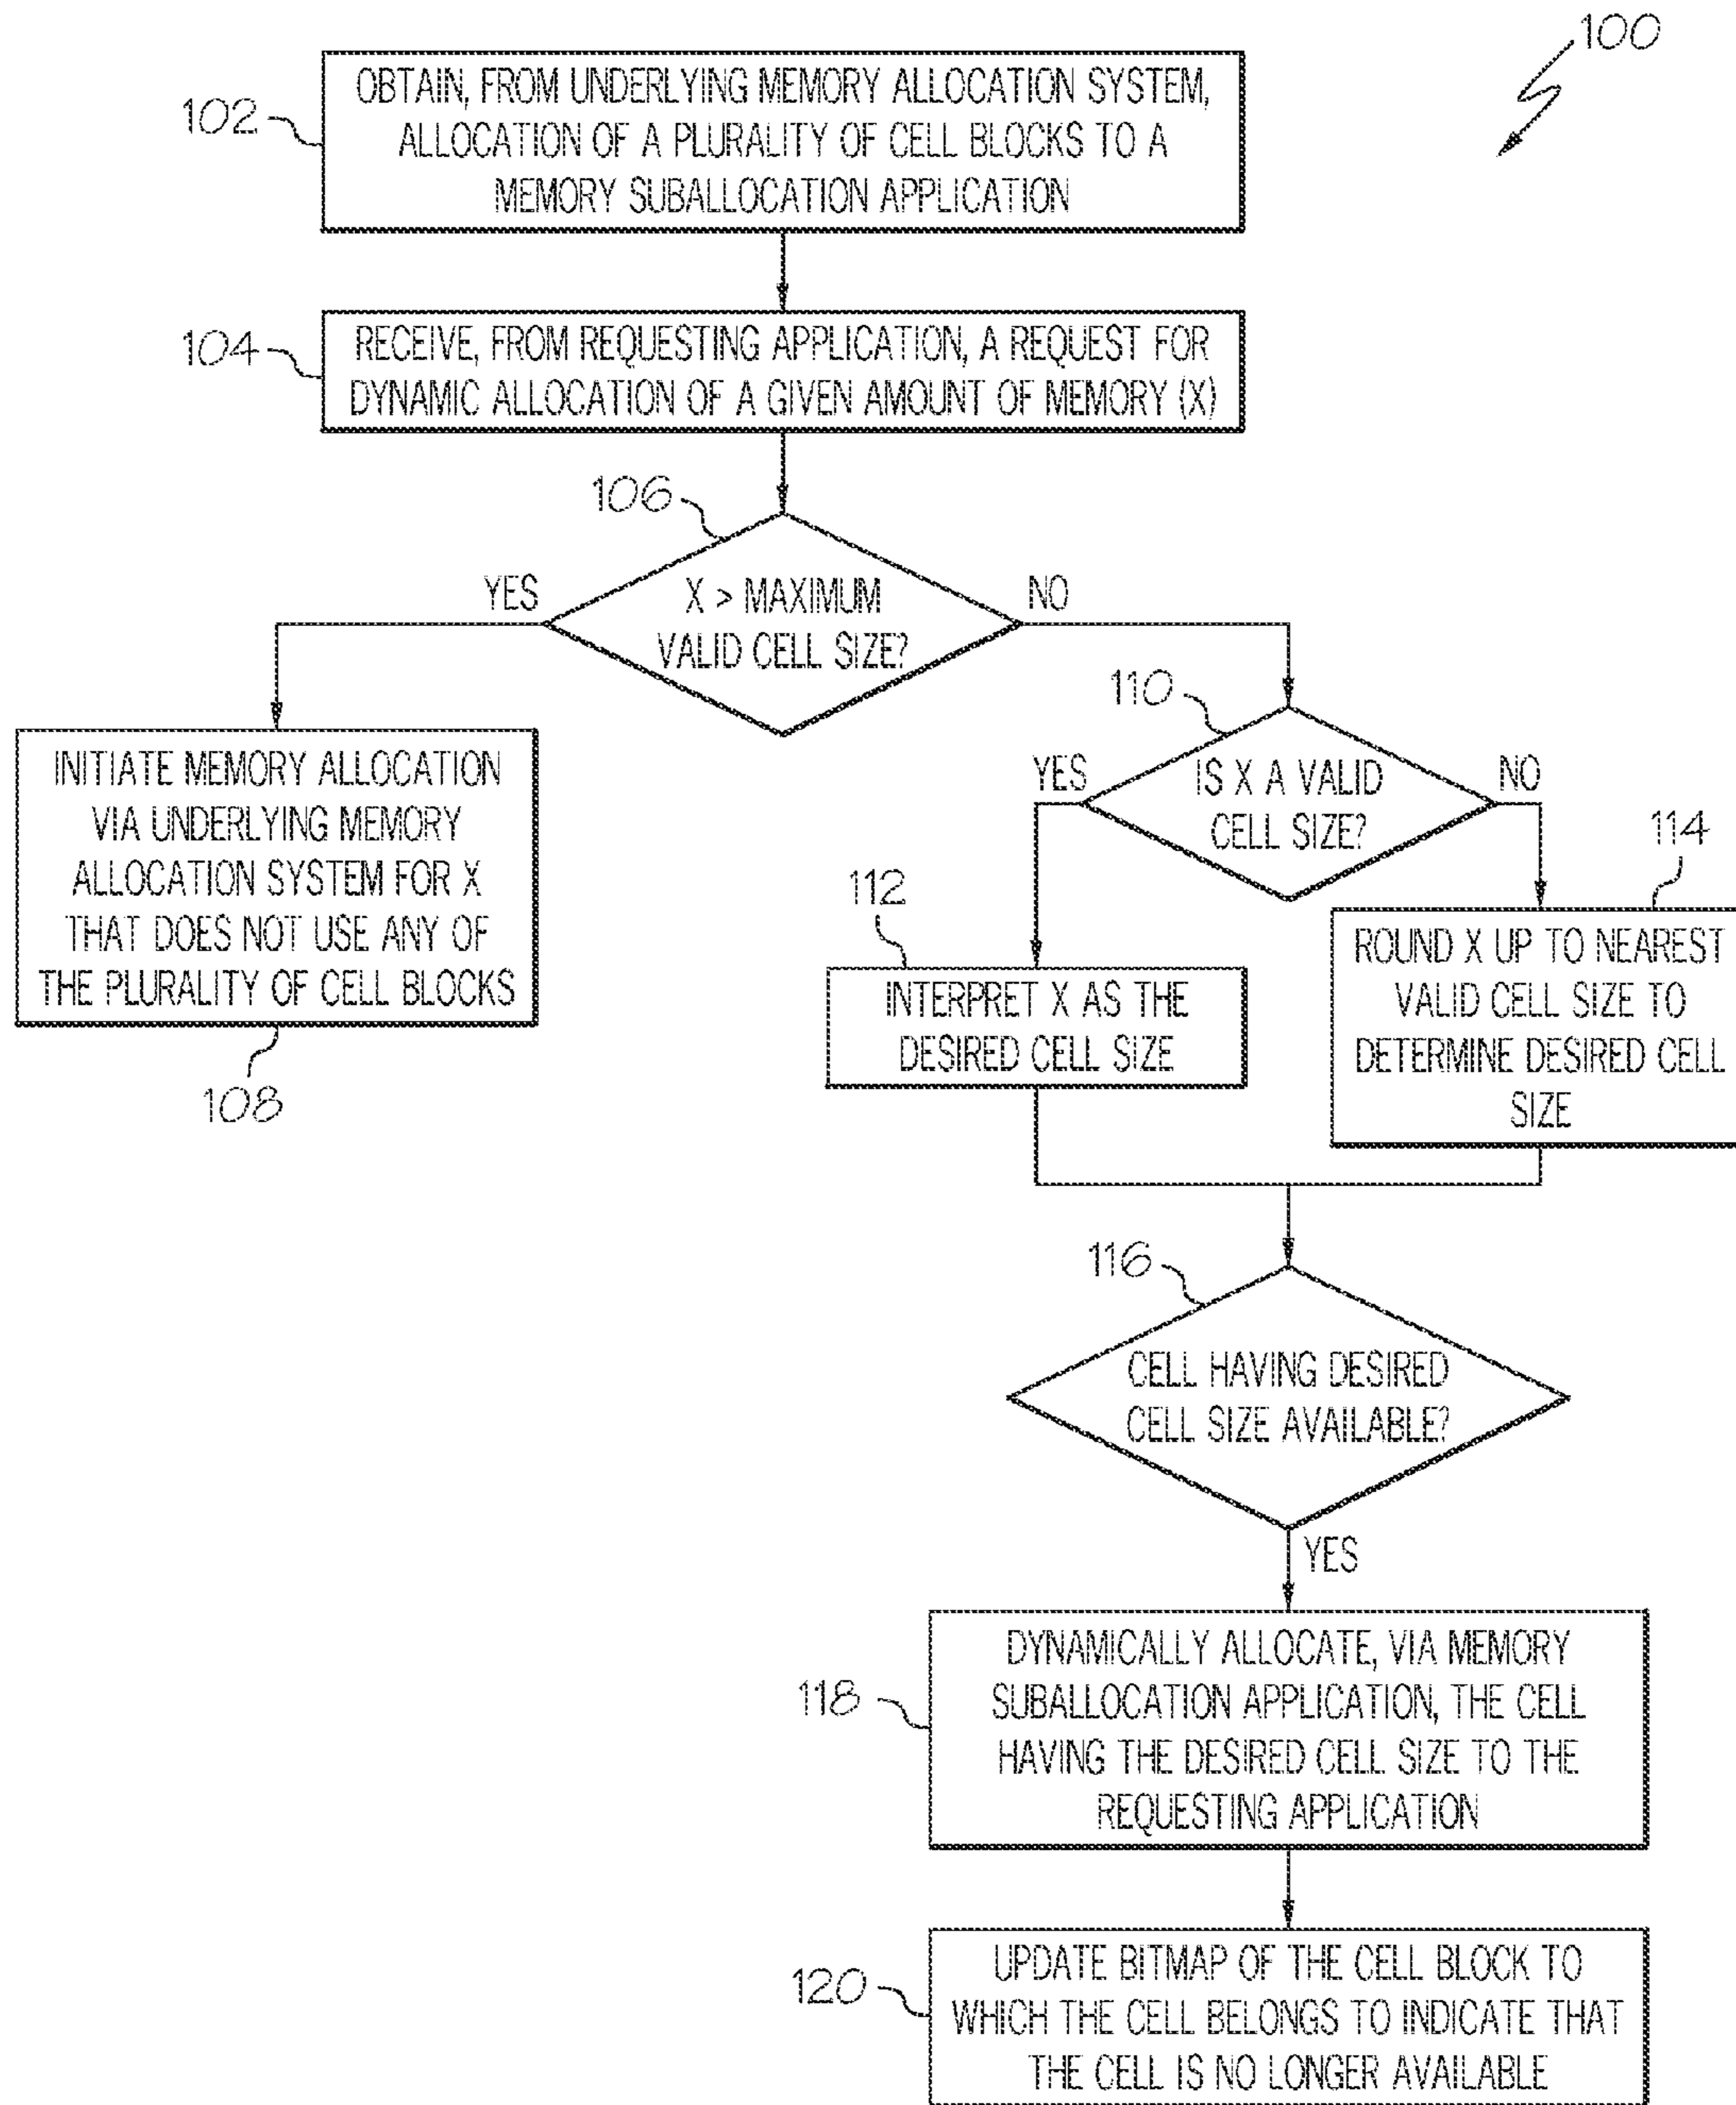 100
102
OBTAIN, FROM UNDERLYING MEMORY ALLOCATION SYSTEM,
ALLOCATION OF A PLURALITY OF CELL BLOCKS TO A
MEMORY SUBALLOCATION APPLICATION
104
RECEIVE, FROM REQUESTING APPLICATION, A REQUEST FOR
DYNAMIC ALLOCATION OF A GIVEN AMOUNT OF MEMORY (X)
106
YES
X > MAXIMUM
VALID CELL SIZE?
NO
INITIATE MEMORY ALLOCATION
VIA UNDERLYING MEMORY
ALLOCATION SYSTEM FOR X
THAT DOES NOT USE ANY OF
THE PLURALITY OF CELL BLOCKS
108
110
YES
IS X A VALID
CELL SIZE?
NO
112
INTERPRET X AS THE
DESIRED CELL SIZE
114
ROUND X UP TO NEAREST
VALID CELL SIZE TO
DETERMINE DESIRED CELL
SIZE
116
CELL HAVING DESIRED
CELL SIZE AVAILABLE?
YES
118
DYNAMICALLY ALLOCATE, VIA MEMORY
SUBALLOCATION APPLICATION, THE CELL
HAVING THE DESIRED CELL SIZE TO THE
REQUESTING APPLICATION
120
UPDATE BITMAP OF THE CELL BLOCK TO
WHICH THE CELL BELONGS TO INDICATE THAT
THE CELL IS NO LONGER AVAILABLE